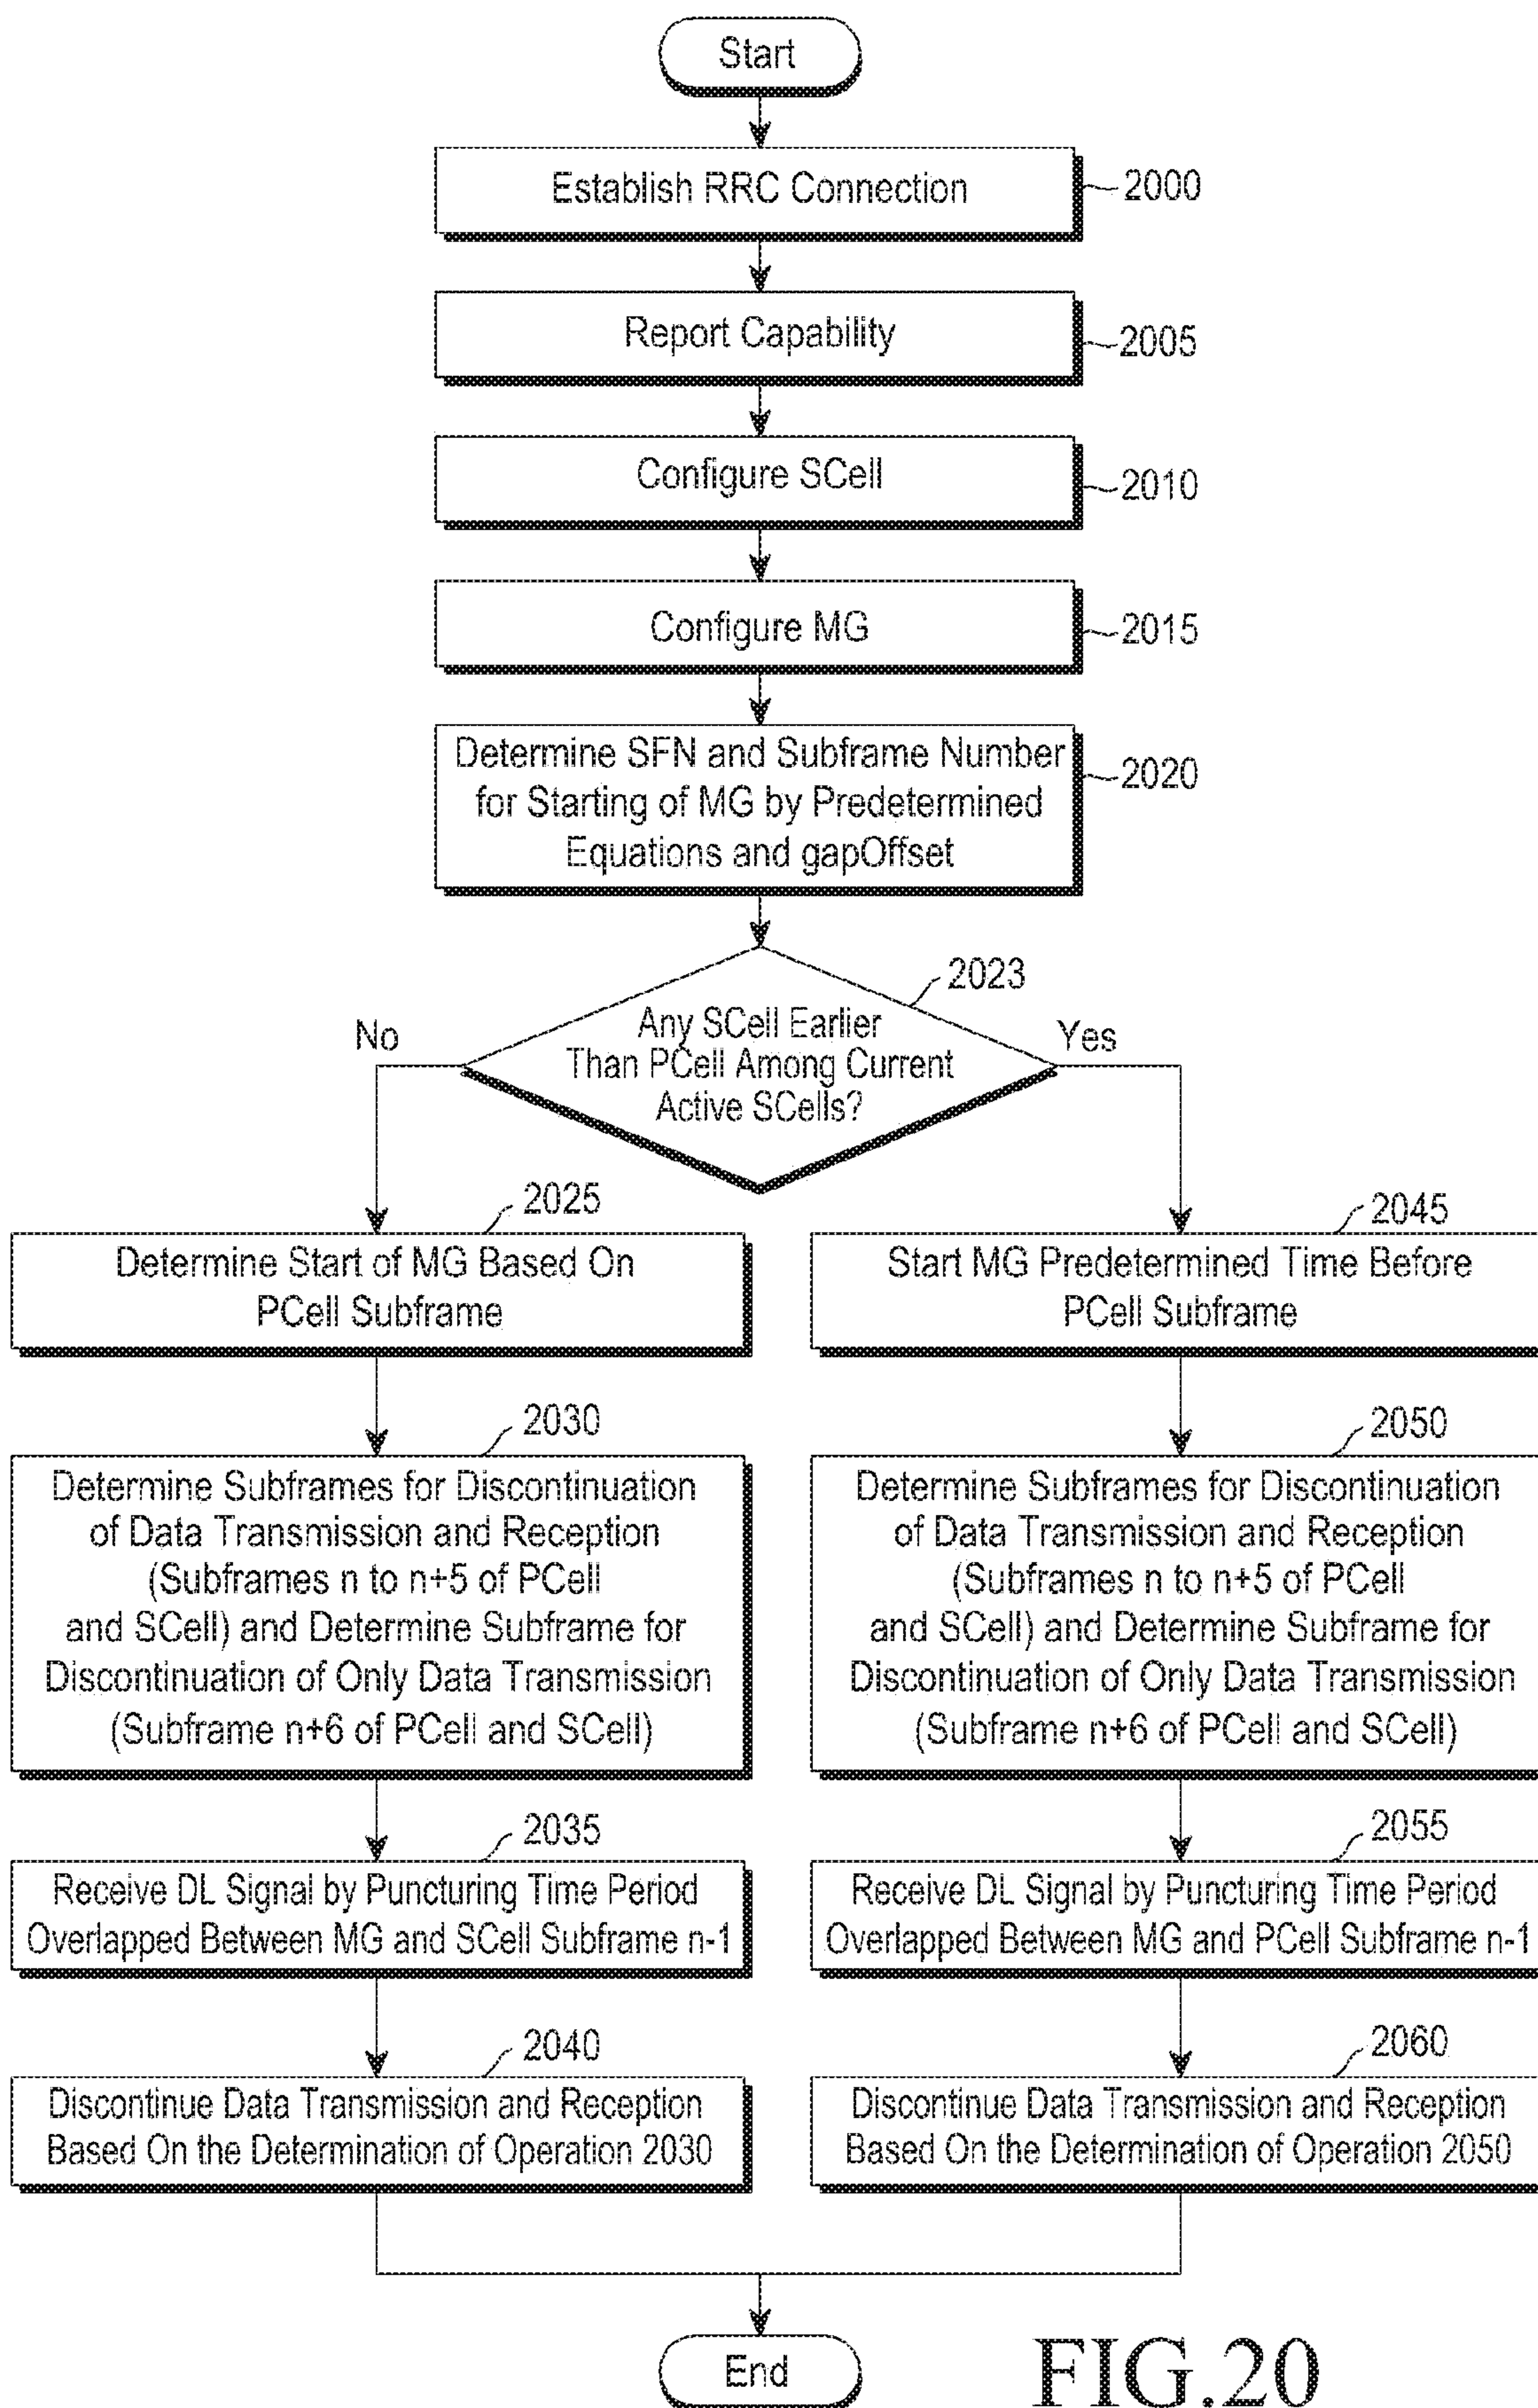 Start
Establish RRC Connection
2000
Report Capability
2005
Configure SCell
2010
Configure MG
2015
Determine SFN and Subframe Number
for Starting of MG by Predetermined
Equations and gapOffset
2020
2023
Any SCell Earlier
Than PCell Among Current
Active SCells?
No
Yes
2025
Determine Start of MG Based On
PCell Subframe
2045
Start MG Predetermined Time Before
PCell Subframe
2030
Determine Subframes for Discontinuation
of Data Transmission and Reception
(Subframes n to n+5 of PCell
and SCell) and Determine Subframe for
Discontinuation of Only Data Transmission
(Subframe n+6 of PCell and SCell)
2050
Determine Subframes for Discontinuation
of Data Transmission and Reception
(Subframes n to n+5 of PCell
and SCell) and Determine Subframe for
Discontinuation of Only Data Transmission
(Subframe n+6 of PCell and SCell)
2035
Receive DL Signal by Puncturing Time Period
Overlapped Between MG and SCell Subframe n-1
2055
Receive DL Signal by Puncturing Time Period
Overlapped Between MG and PCell Subframe n-1
2040
Discontinue Data Transmission and Reception
Based On the Determination of Operation 2030
2060
Discontinue Data Transmission and Reception
Based On the Determination of Operation 2050
End
FIG.20